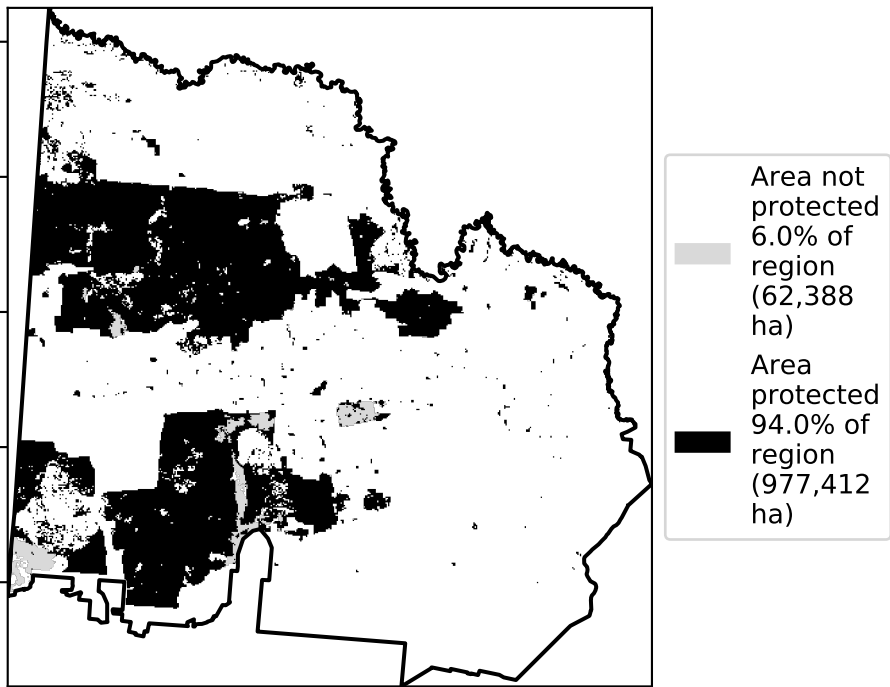 Area not
protected
6.0% of
region
(62,388
ha)
Area
protected
94.0% of
region
(977,412
ha)